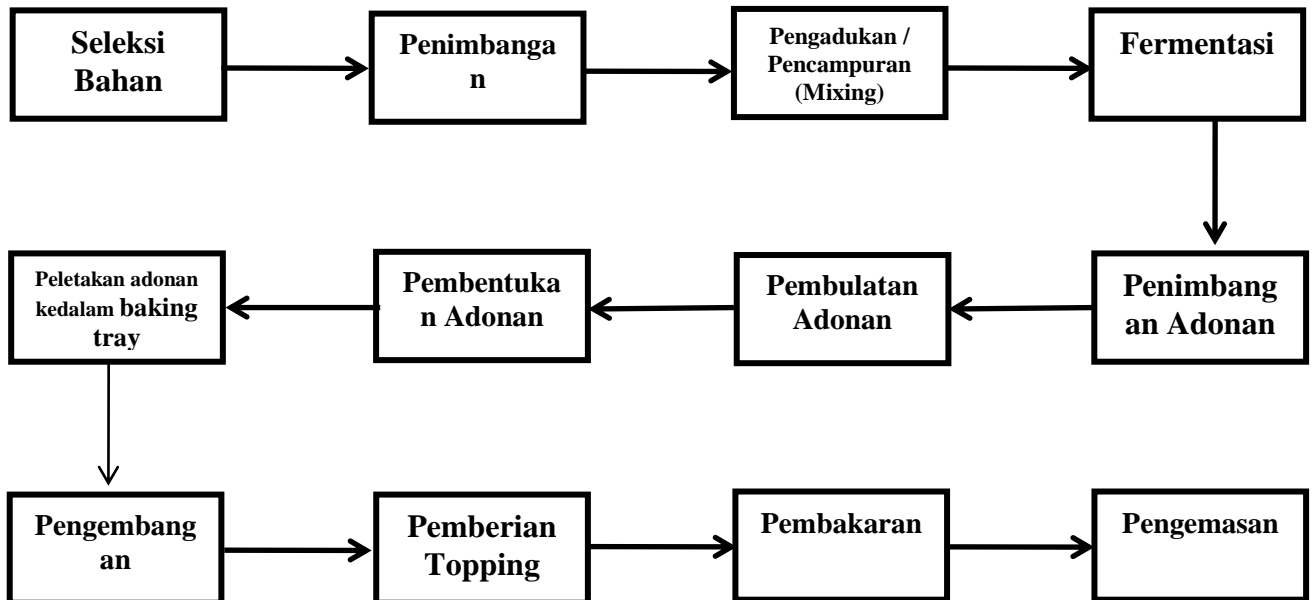 Seleksi
Bahan
Penimbanga
n
Pengadukan /
Pencampuran
(Mixing)
Fermentasi
Penimbang
an Adonan
Pembulatan
Adonan
Pembentuka
n Adonan
Peletakan adonan
kedalam baking
tray
Pengembang
an
Pemberian
Topping
Pembakaran
Pengemasan